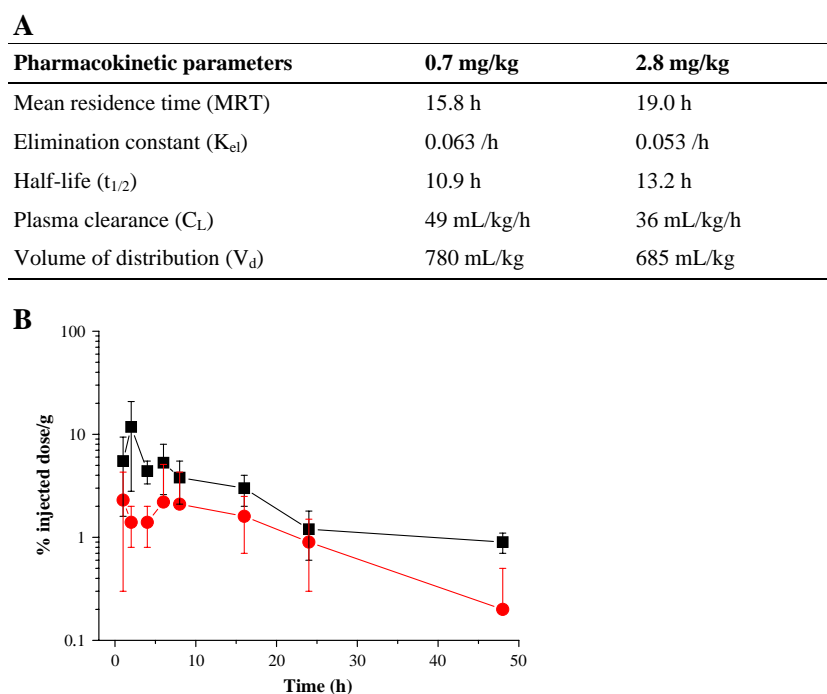 A
Pharmacokinetic parameters 0.7 mg/kg 2.8 mg/kg
Mean residence time (MRT) 15.8 h 19.0 h
Elimination constant (Kel) 0.063 /h 0.053 /h
Half-life (t1/2) 10.9 h 13.2 h
Plasma clearance (CL) 49 mL/kg/h 36 mL/kg/h
Volume of distribution (Vd) 780 mL/kg 685 mL/kg
B
% injected dose/g
100
10
1
0.1
0 10 20 30 40 50
Time (h)